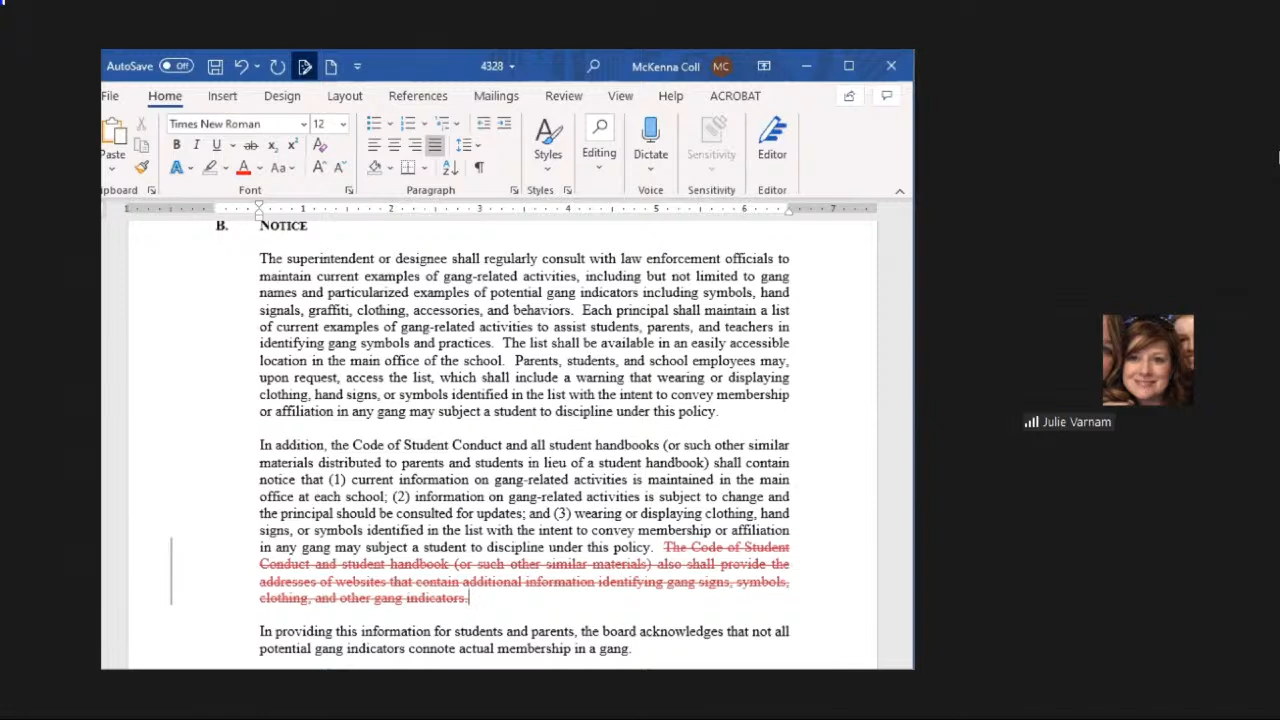 AutoSave Off 4328 McKenna Coll MC
File Home Insert Design Layout References Mailings Review View Help ACROBAT
Times New Roman 12
Paste Styles Editing Dictate Sensitivity Editor
Clipboard Font Paragraph Styles Voice Sensitivity Editor
1 1 2 3 4 5 6 7
B. NOTICE
The superintendent or designee shall regularly consult with law enforcement officials to
maintain current examples of gang-related activities, including but not limited to gang
names and particularized examples of potential gang indicators including symbols, hand
signals, graffiti, clothing, accessories, and behaviors. Each principal shall maintain a list
of current examples of gang-related activities to assist students, parents, and teachers in
identifying gang symbols and practices. The list shall be available in an easily accessible
location in the main office of the school. Parents, students, and school employees may,
upon request, access the list, which shall include a warning that wearing or displaying
clothing, hand signs, or symbols identified in the list with the intent to convey membership
or affiliation in any gang may subject a student to discipline under this policy.
In addition, the Code of Student Conduct and all student handbooks (or such other similar
materials distributed to parents and students in lieu of a student handbook) shall contain
notice that (1) current information on gang-related activities is maintained in the main
office at each school; (2) information on gang-related activities is subject to change and
the principal should be consulted for updates; and (3) wearing or displaying clothing, hand
signs, or symbols identified in the list with the intent to convey membership or affiliation
in any gang may subject a student to discipline under this policy. The Code of Student
Conduct and student handbook (or such other similar materials) also shall provide the
addresses of websites that contain additional information identifying gang signs, symbols,
clothing, and other gang indicators.
In providing this information for students and parents, the board acknowledges that not all
potential gang indicators connote actual membership in a gang.
Julie Varnam